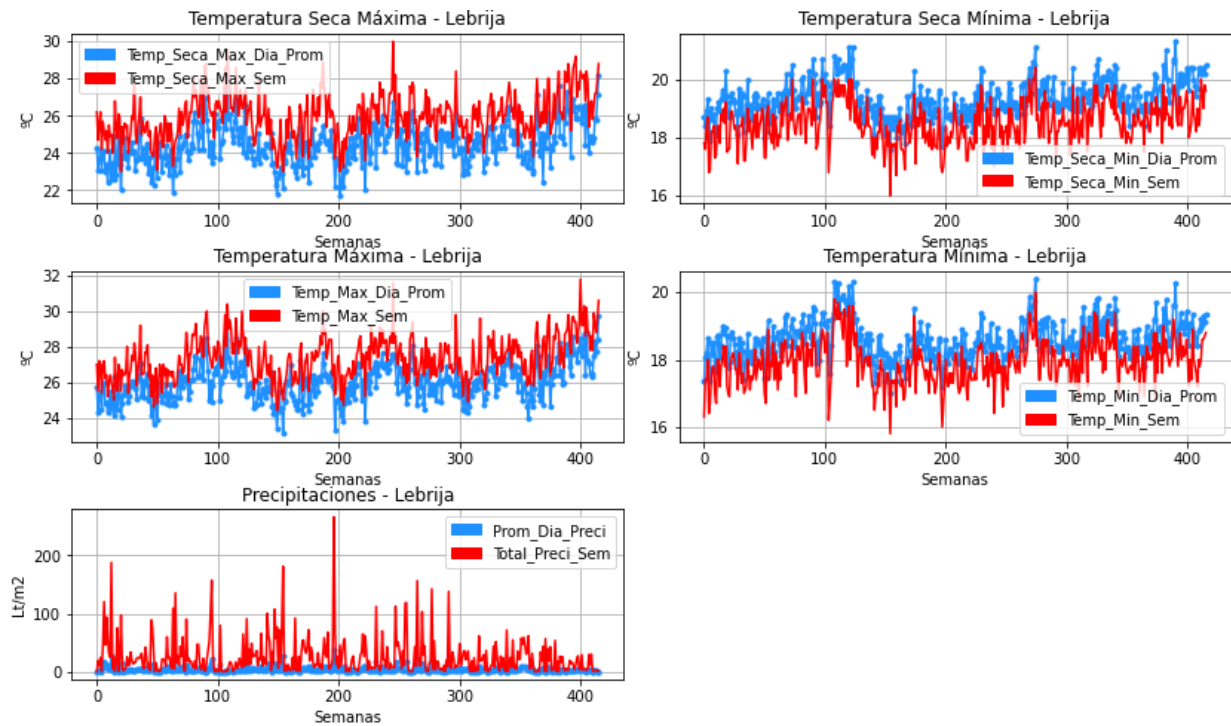 Temperatura Seca Máxima - Lebrija
30
28
26
24
22
ºC
Temp_Seca_Max_Dia_Prom
Temp_Seca_Max_Sem
0
100
200
300
400
Semanas
Temperatura Seca Mínima - Lebrija
20
18
16
ºC
Temp_Seca_Min_Dia_Prom
Temp_Seca_Min_Sem
0
100
200
300
400
Semanas
Temperatura Máxima - Lebrija
32
30
28
26
24
ºC
Temp_Max_Dia_Prom
Temp_Max_Sem
0
100
200
300
400
Semanas
Temperatura Mínima - Lebrija
20
18
16
ºC
Temp_Min_Dia_Prom
Temp_Min_Sem
0
100
200
300
400
Semanas
Precipitaciones - Lebrija
200
100
0
Lt/m2
Prom_Dia_Preci
Total_Preci_Sem
0
100
200
300
400
Semanas